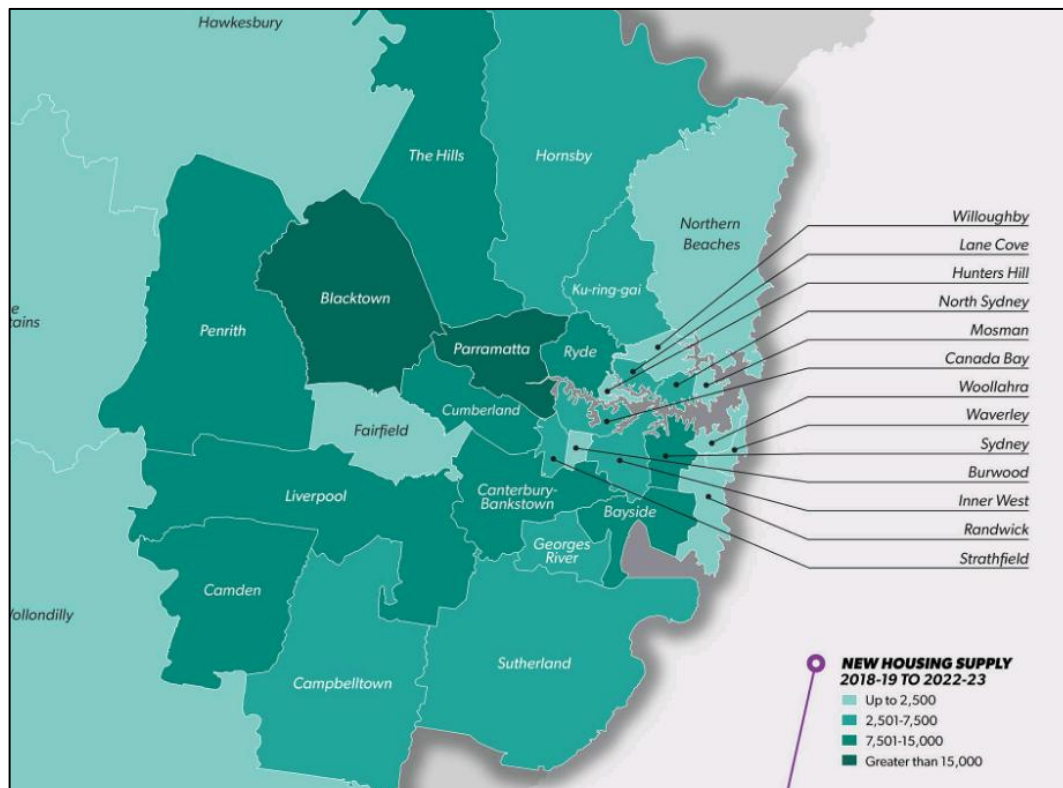 Hawkesbury
The Hills
Hornsby
Northern
Beaches
Ku-ring-gai
Penrith
Blacktown
Parramatta
Ryde
Cumberland
Fairfield
Liverpool
Canterbury-
Bankstown
Bayside
Georges
River
Camden
Campbelltown
Sutherland
tains
ollondilly
Willoughby
Lane Cove
Hunters Hill
North Sydney
Mosman
Canada Bay
Woollahra
Waverley
Sydney
Burwood
Inner West
Randwick
Strathfield
NEW HOUSING SUPPLY
2018-19 TO 2022-23
Up to 2,500
2,501-7,500
7,501-15,000
Greater than 15,000